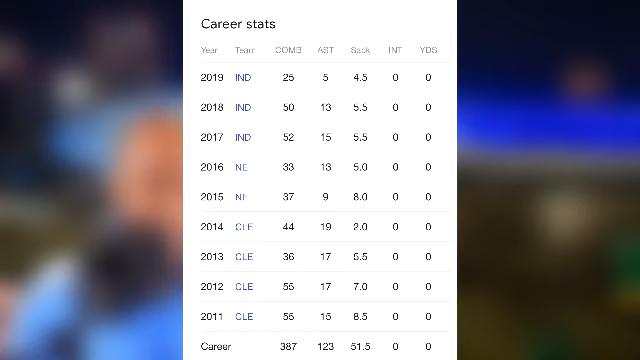 Career stats
Year Team COMB AST Sack INT YDS
2019 IND 25 5 4.5 0 0
2018 IND 50 13 5.5 0 0
2017 IND 52 15 5.5 0 0
2016 NE 33 13 5.0 0 0
2015 NE 37 9 8.0 0 0
2014 CLE 44 19 2.0 0 0
2013 CLE 36 17 5.5 0 0
2012 CLE 55 17 7.0 0 0
2011 CLE 55 15 8.5 0 0
Career 387 123 51.5 0 0